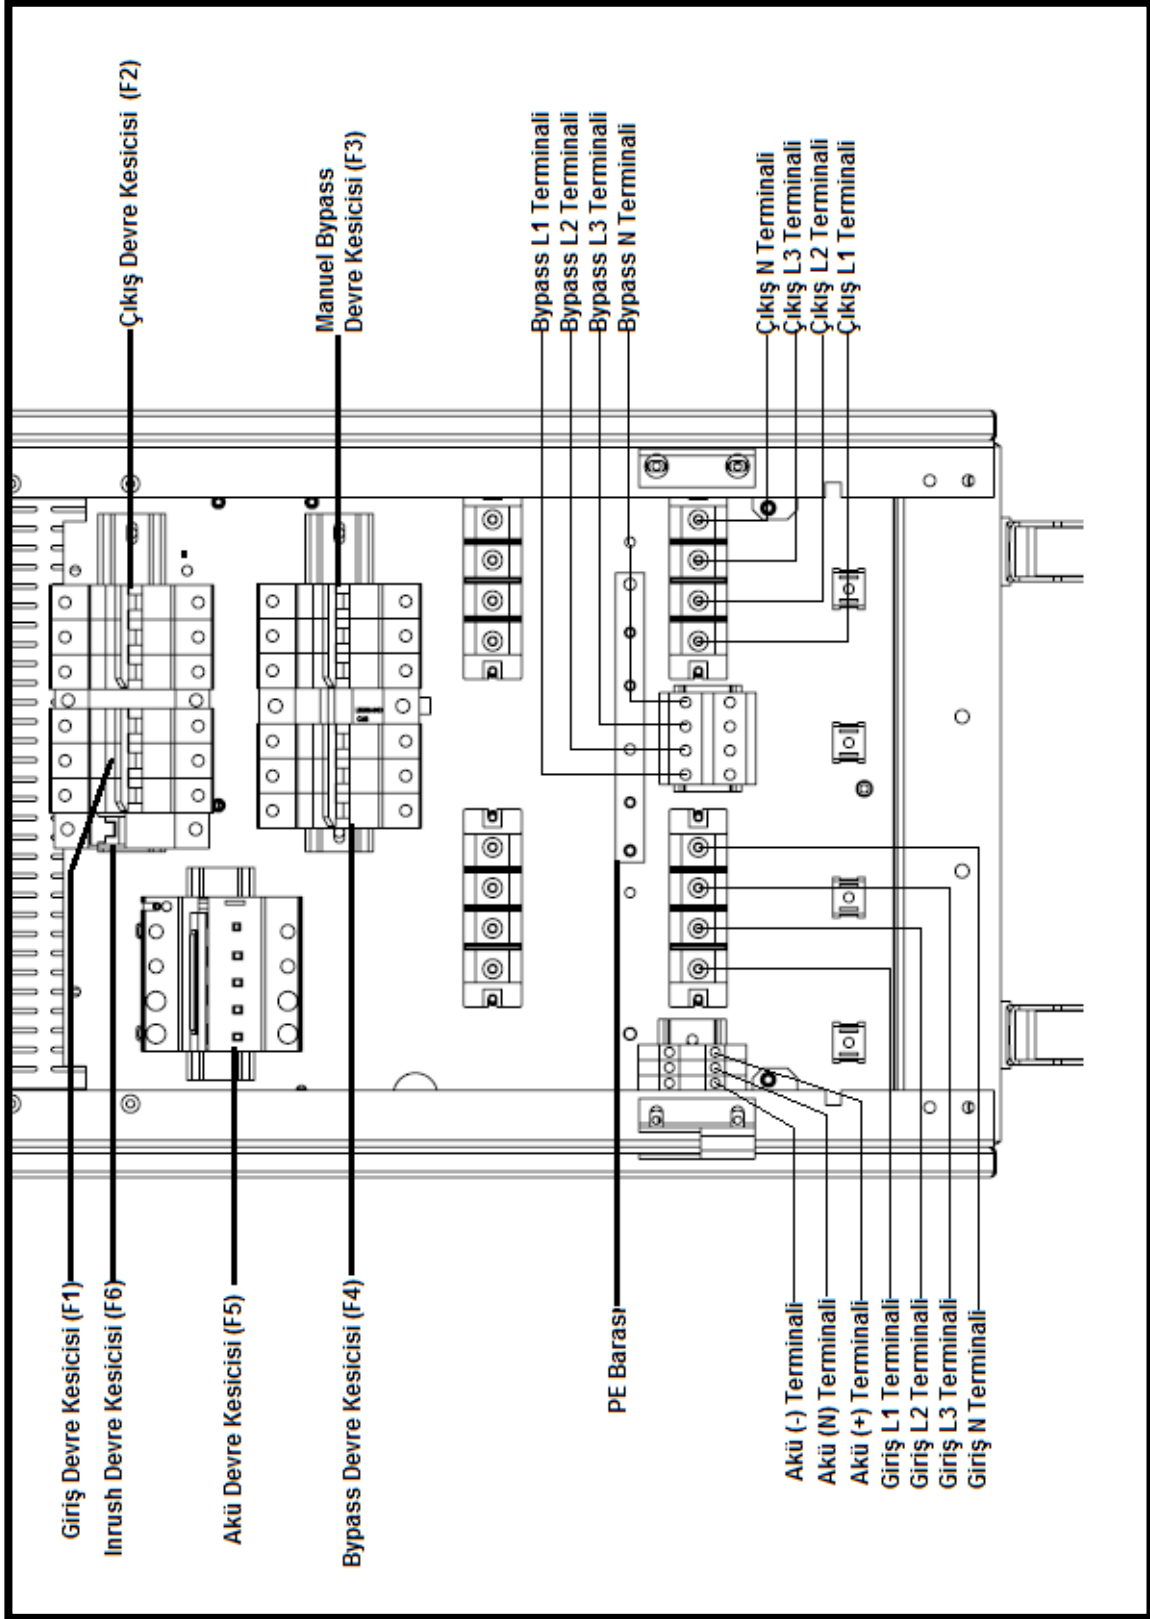 Giriş Devre Kesicisi (F1)
Inrush Devre Kesicisi (F6)
Akü Devre Kesicisi (F5)
Bypass Devre Kesicisi (F4)
Çıkış Devre Kesicisi (F2)
Manuel Bypass
Devre Kesicisi (F3)
Bypass L1 Terminali
Bypass L2 Terminali
Bypass L3 Terminali
Bypass N Terminali
Çıkış N Terminali
Çıkış L3 Terminali
Çıkış L2 Terminali
Çıkış L1 Terminali
PE Barası
Akü (-) Terminali
Akü (N) Terminali
Akü (+) Terminali
Giriş L1 Terminali
Giriş L2 Terminali
Giriş L3 Terminali
Giriş N Terminali